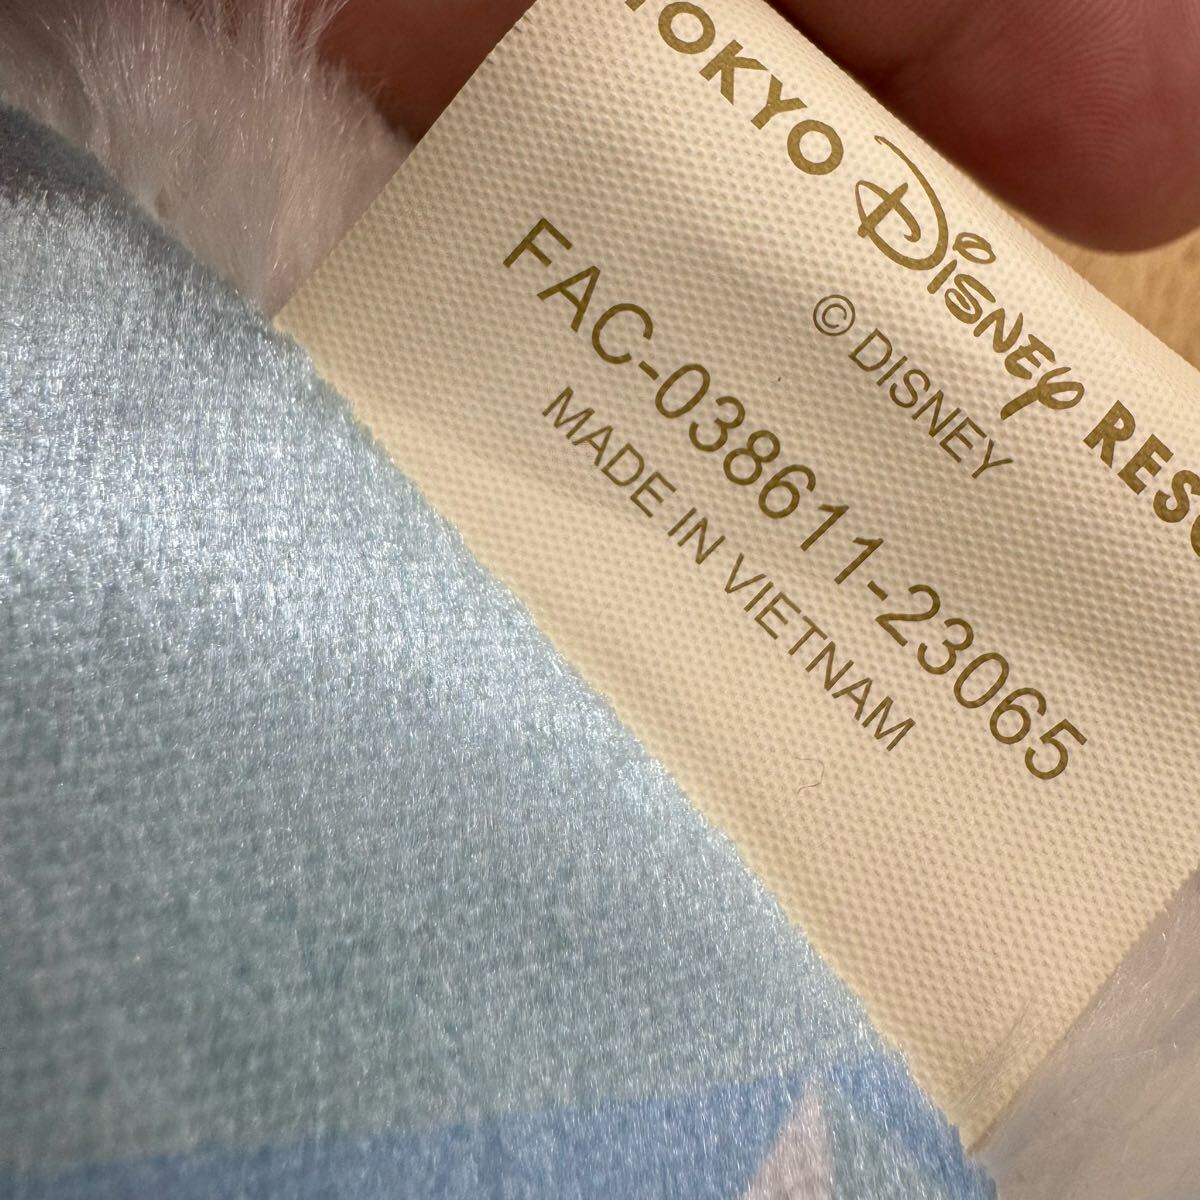 TOKYO DISNEY RESO
© DISNEY
FAC-038611-23065
MADE IN VIETNAM